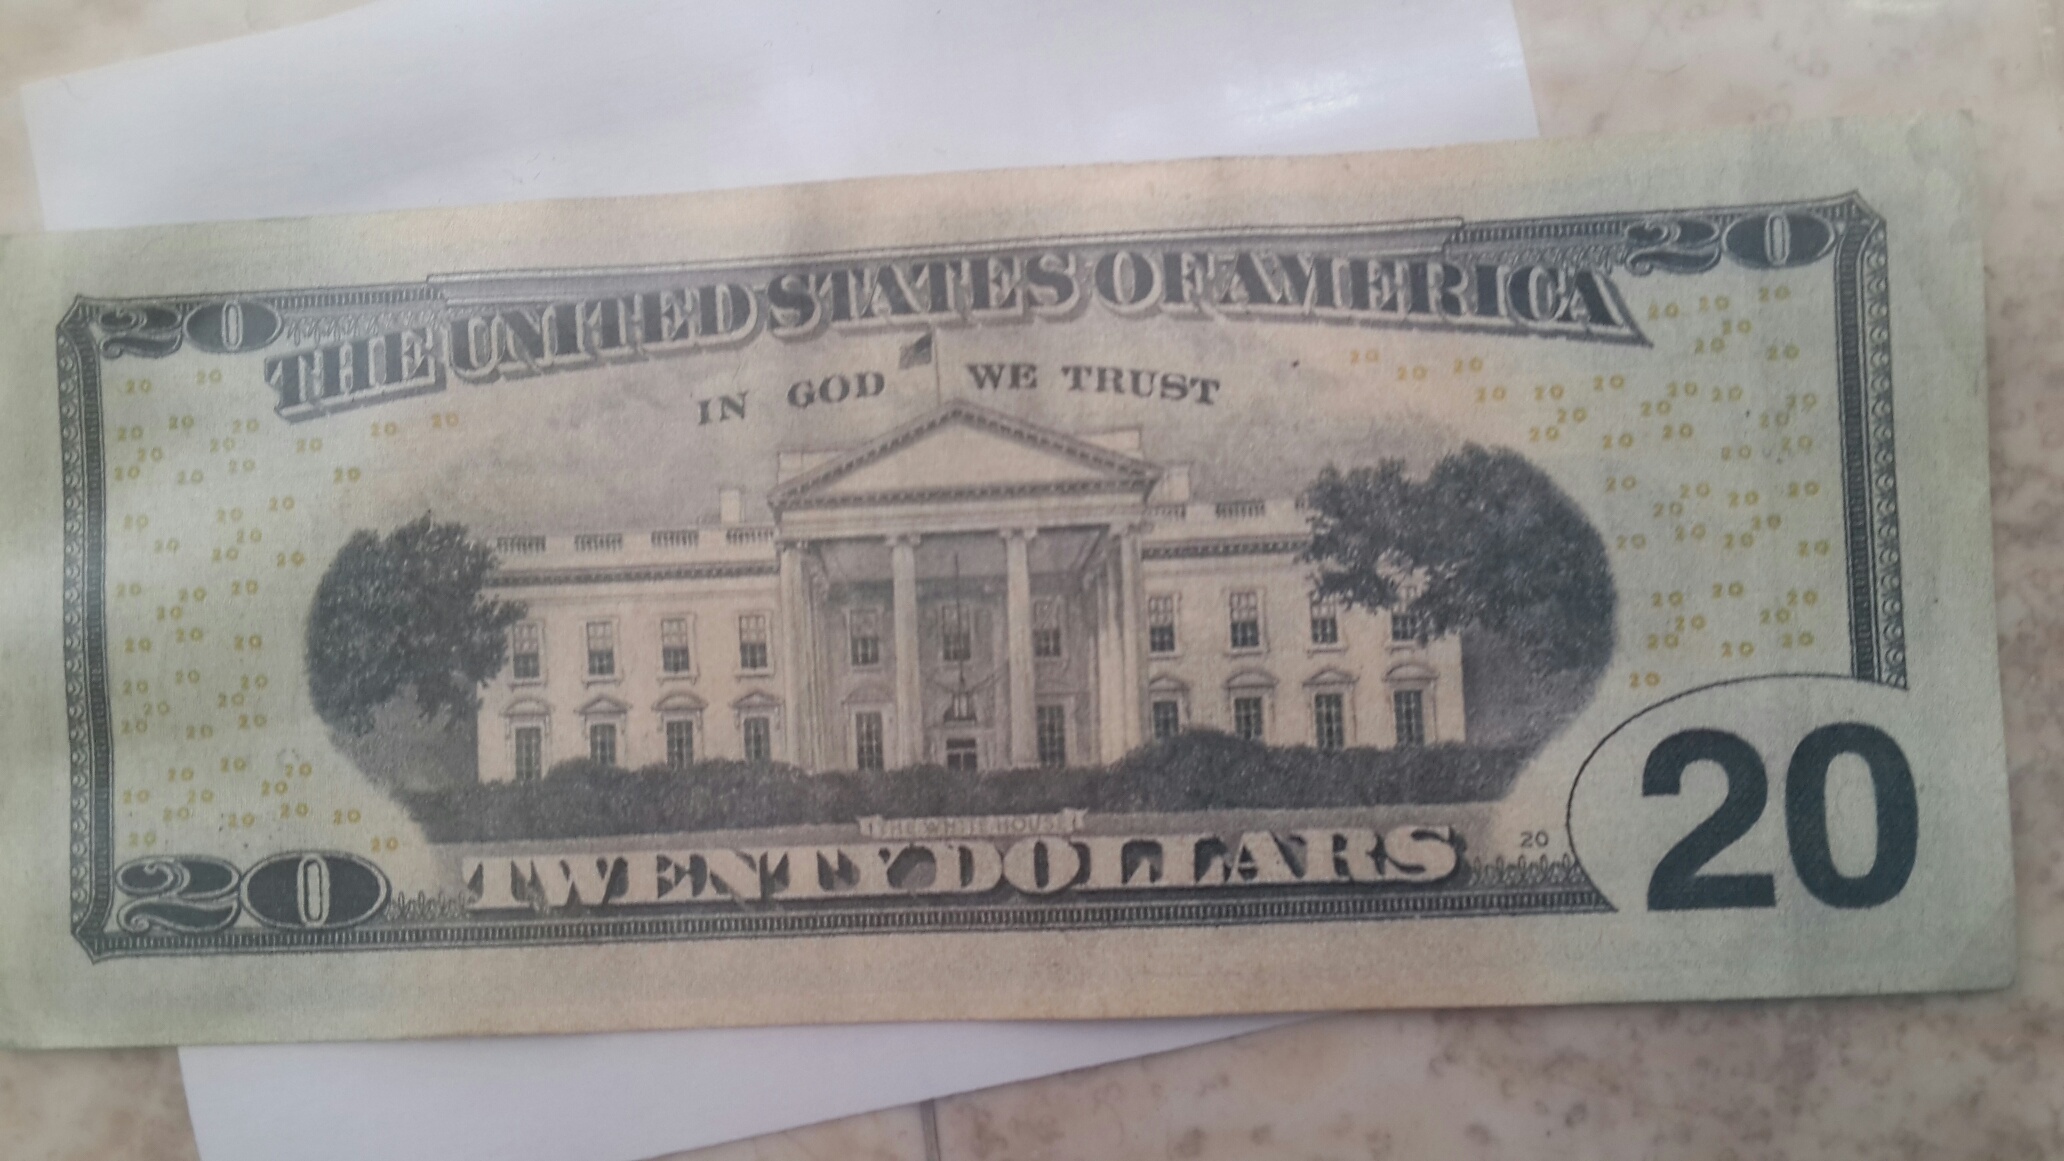 20 20
THE UNITED STATES OF AMERICA
IN GOD WE TRUST
THE WHITE HOUSE
TWENTY DOLLARS
20
20 20